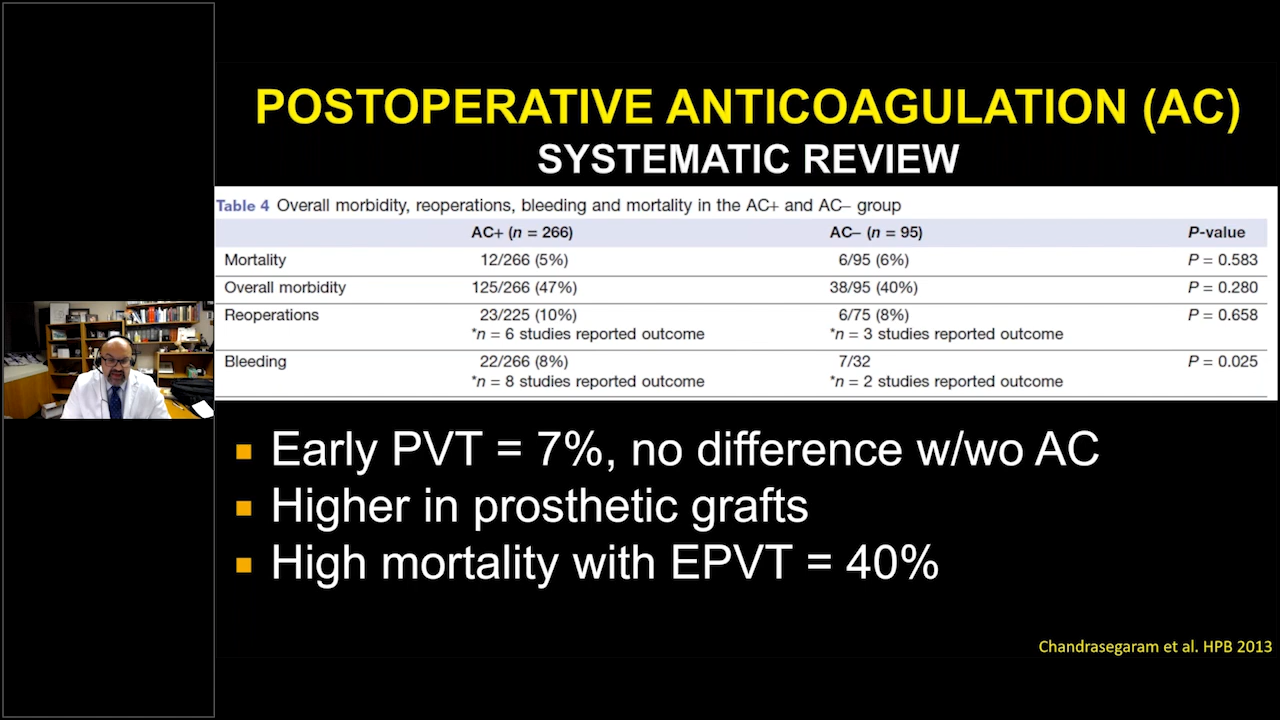 POSTOPERATIVE ANTICOAGULATION (AC)
SYSTEMATIC REVIEW
Table 4 Overall morbidity, reoperations, bleeding and mortality in the AC+ and AC– group
AC+ (n = 266) AC– (n = 95) P-value
Mortality 12/266 (5%) 6/95 (6%) P = 0.583
Overall morbidity 125/266 (47%) 38/95 (40%) P = 0.280
Reoperations 23/225 (10%) 6/75 (8%) P = 0.658
*n = 6 studies reported outcome *n = 3 studies reported outcome
Bleeding 22/266 (8%) 7/32 P = 0.025
*n = 8 studies reported outcome *n = 2 studies reported outcome
■ Early PVT = 7%, no difference w/wo AC
■ Higher in prosthetic grafts
■ High mortality with EPVT = 40%
Chandrasegaram et al. HPB 2013